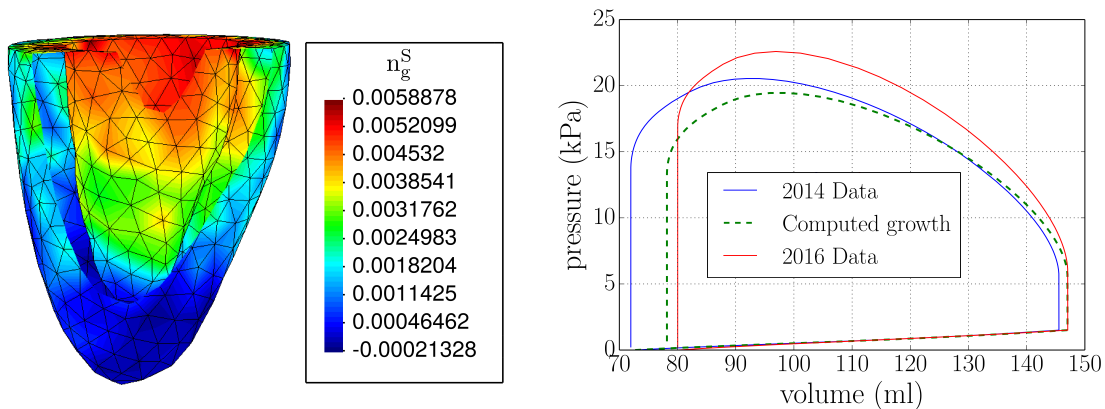 n_g^S
0.0058878
0.0052099
0.004532
0.0038541
0.0031762
0.0024983
0.0018204
0.0011425
0.00046462
-0.00021328
25
20
15
10
5
0
pressure (kPa)
2014 Data
Computed growth
2016 Data
70 80 90 100 110 120 130 140 150
volume (ml)